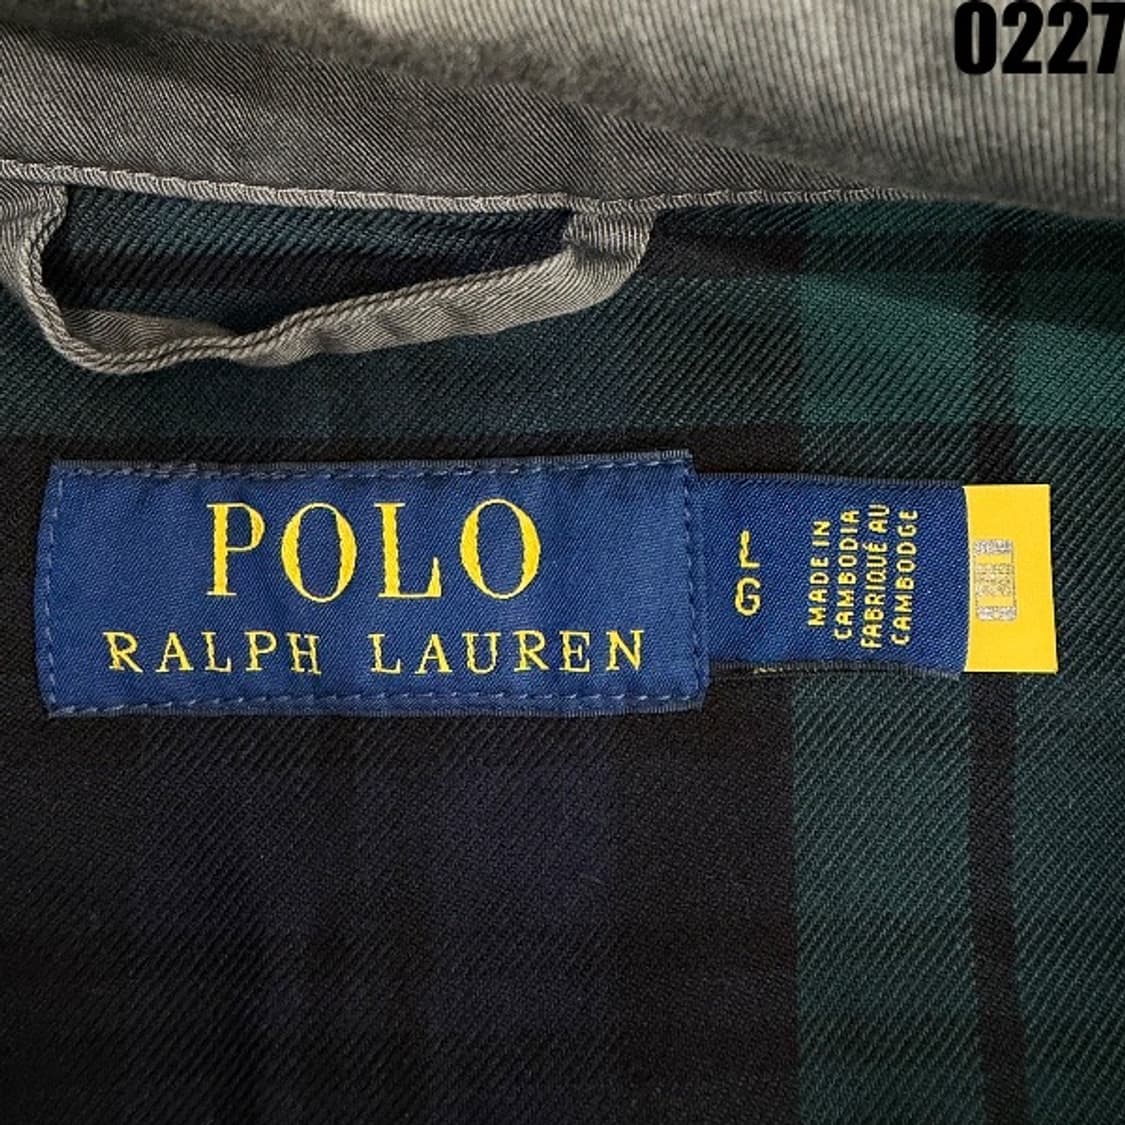 0227
POLO
RALPH LAUREN
L
G
MADE IN
CAMBODIA
FABRIQUÉ AU
CAMBODGE